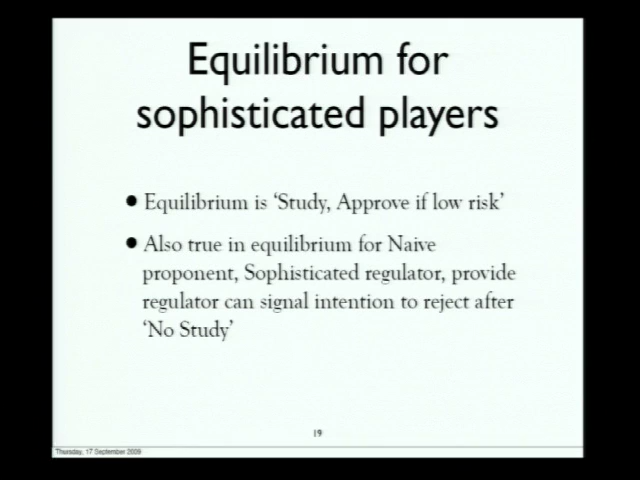 Equilibrium for
sophisticated players
• Equilibrium is ‘Study, Approve if low risk’
• Also true in equilibrium for Naive
proponent, Sophisticated regulator, provide
regulator can signal intention to reject after
‘No Study’
19
Thursday, 17 September 2009